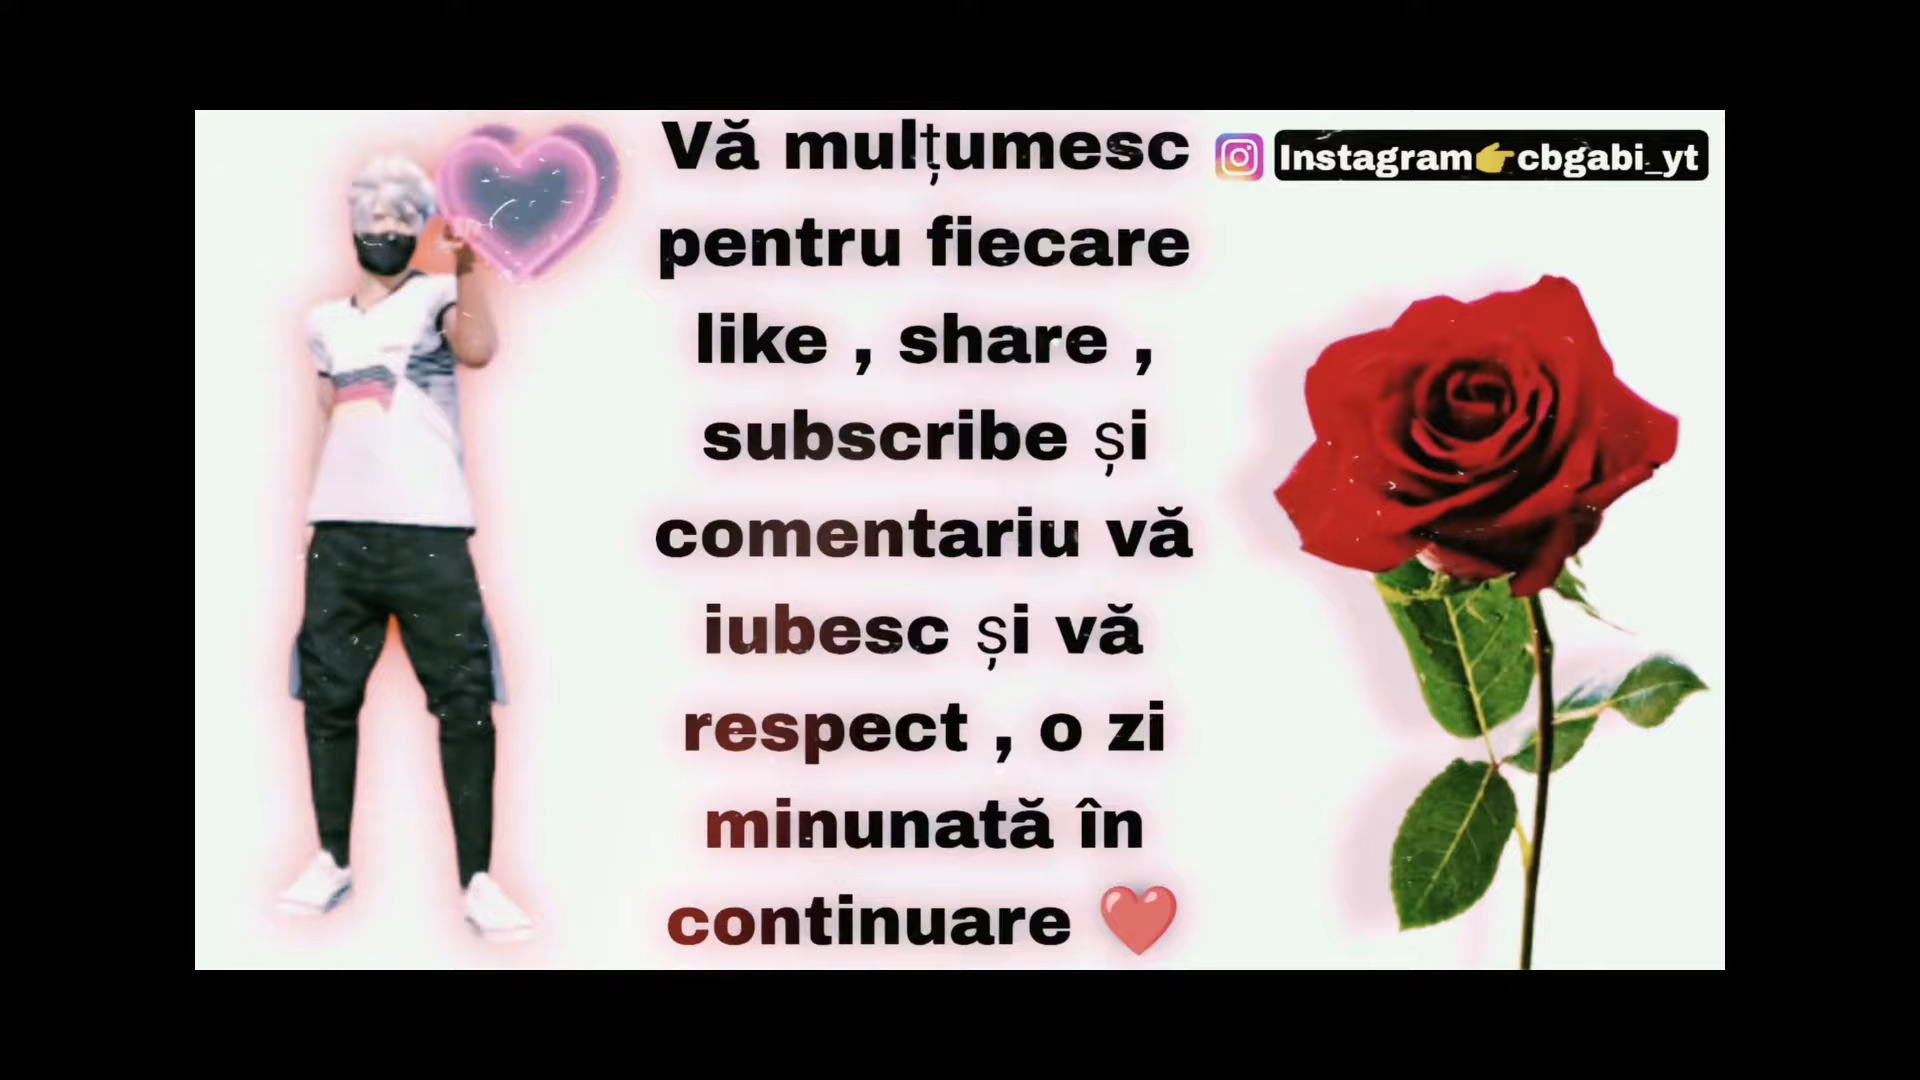 Vă mulțumesc
pentru fiecare
like , share ,
subscribe și
comentariu vă
iubesc și vă
respect , o zi
minunată în
continuare ❤️
Instagram👉cbgabi_yt